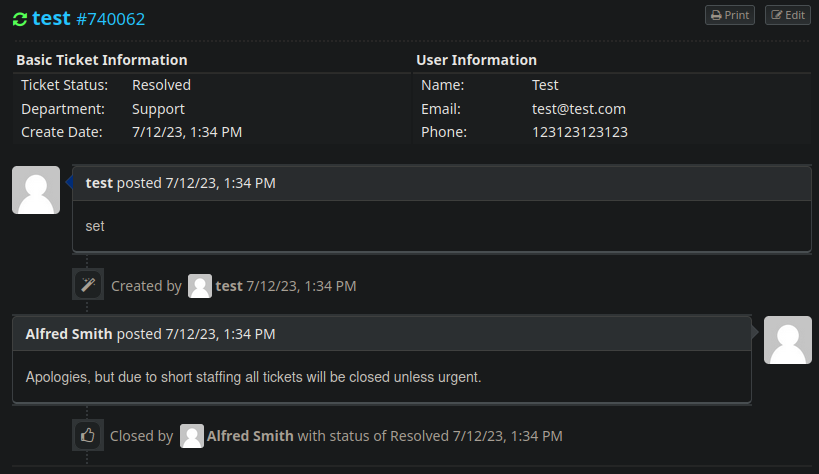 test #740062
Print Edit
Basic Ticket Information User Information
Ticket Status: Resolved Name: Test
Department: Support Email: test@test.com
Create Date: 7/12/23, 1:34 PM Phone: 123123123123
test posted 7/12/23, 1:34 PM
set
Created by test 7/12/23, 1:34 PM
Alfred Smith posted 7/12/23, 1:34 PM
Apologies, but due to short staffing all tickets will be closed unless urgent.
Closed by Alfred Smith with status of Resolved 7/12/23, 1:34 PM